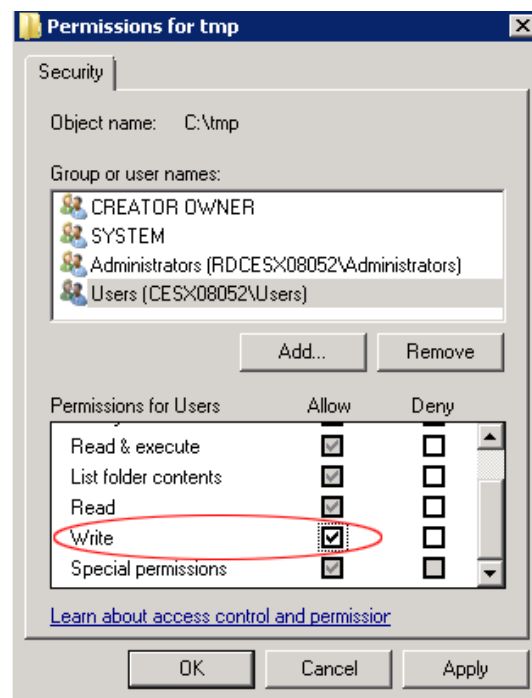 Permissions for tmp
Security
Object name: C:\tmp
Group or user names:
CREATOR OWNER
SYSTEM
Administrators (RDCESX08052\Administrators)
Users (CESX08052\Users)
Add... Remove
Permissions for Users Allow Deny
Read & execute
List folder contents
Read
Write
Special permissions
Learn about access control and permission
OK Cancel Apply